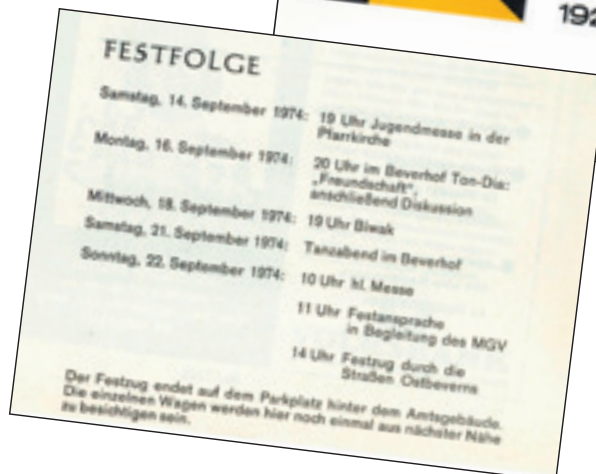 192
FESTFOLGE
Samstag, 14. September 1974: 19 Uhr Jugendmesse in der
Pfarrkirche
Montag, 16. September 1974: 20 Uhr im Beverhof Ton-Dia:
„Freundschaft",
anschließend Diskussion
Mittwoch, 18. September 1974: 19 Uhr Biwak
Samstag, 21. September 1974: Tanzabend im Beverhof
Sonntag, 22. September 1974: 10 Uhr hl. Messe
11 Uhr Festansprache
in Begleitung des MGV
14 Uhr Festzug durch die
Straßen Ostbeverns
Der Festzug endet auf dem Parkplatz hinter dem Amtsgebäude.
Die einzelnen Wagen werden hier noch einmal aus nächster Nähe
zu besichtigen sein.